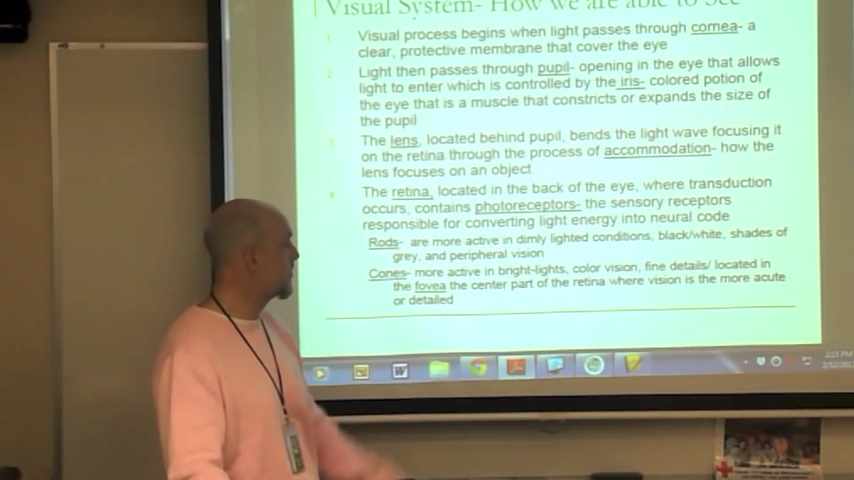 Visual System- How we are able to See
1 Visual process begins when light passes through cornea- a
clear, protective membrane that cover the eye
2 Light then passes through pupil- opening in the eye that allows
light to enter which is controlled by the iris- colored potion of
the eye that is a muscle that constricts or expands the size of
the pupil
3 The lens, located behind pupil, bends the light wave focusing it
on the retina through the process of accommodation- how the
lens focuses on an object
4 The retina, located in the back of the eye, where transduction
occurs, contains photoreceptors- the sensory receptors
responsible for converting light energy into neural code
Rods- are more active in dimly lighted conditions, black/white, shades of
grey, and peripheral vision
Cones- more active in bright-lights, color vision, fine details/ located in
the fovea the center part of the retina where vision is the more acute
or detailed
2:23 PM